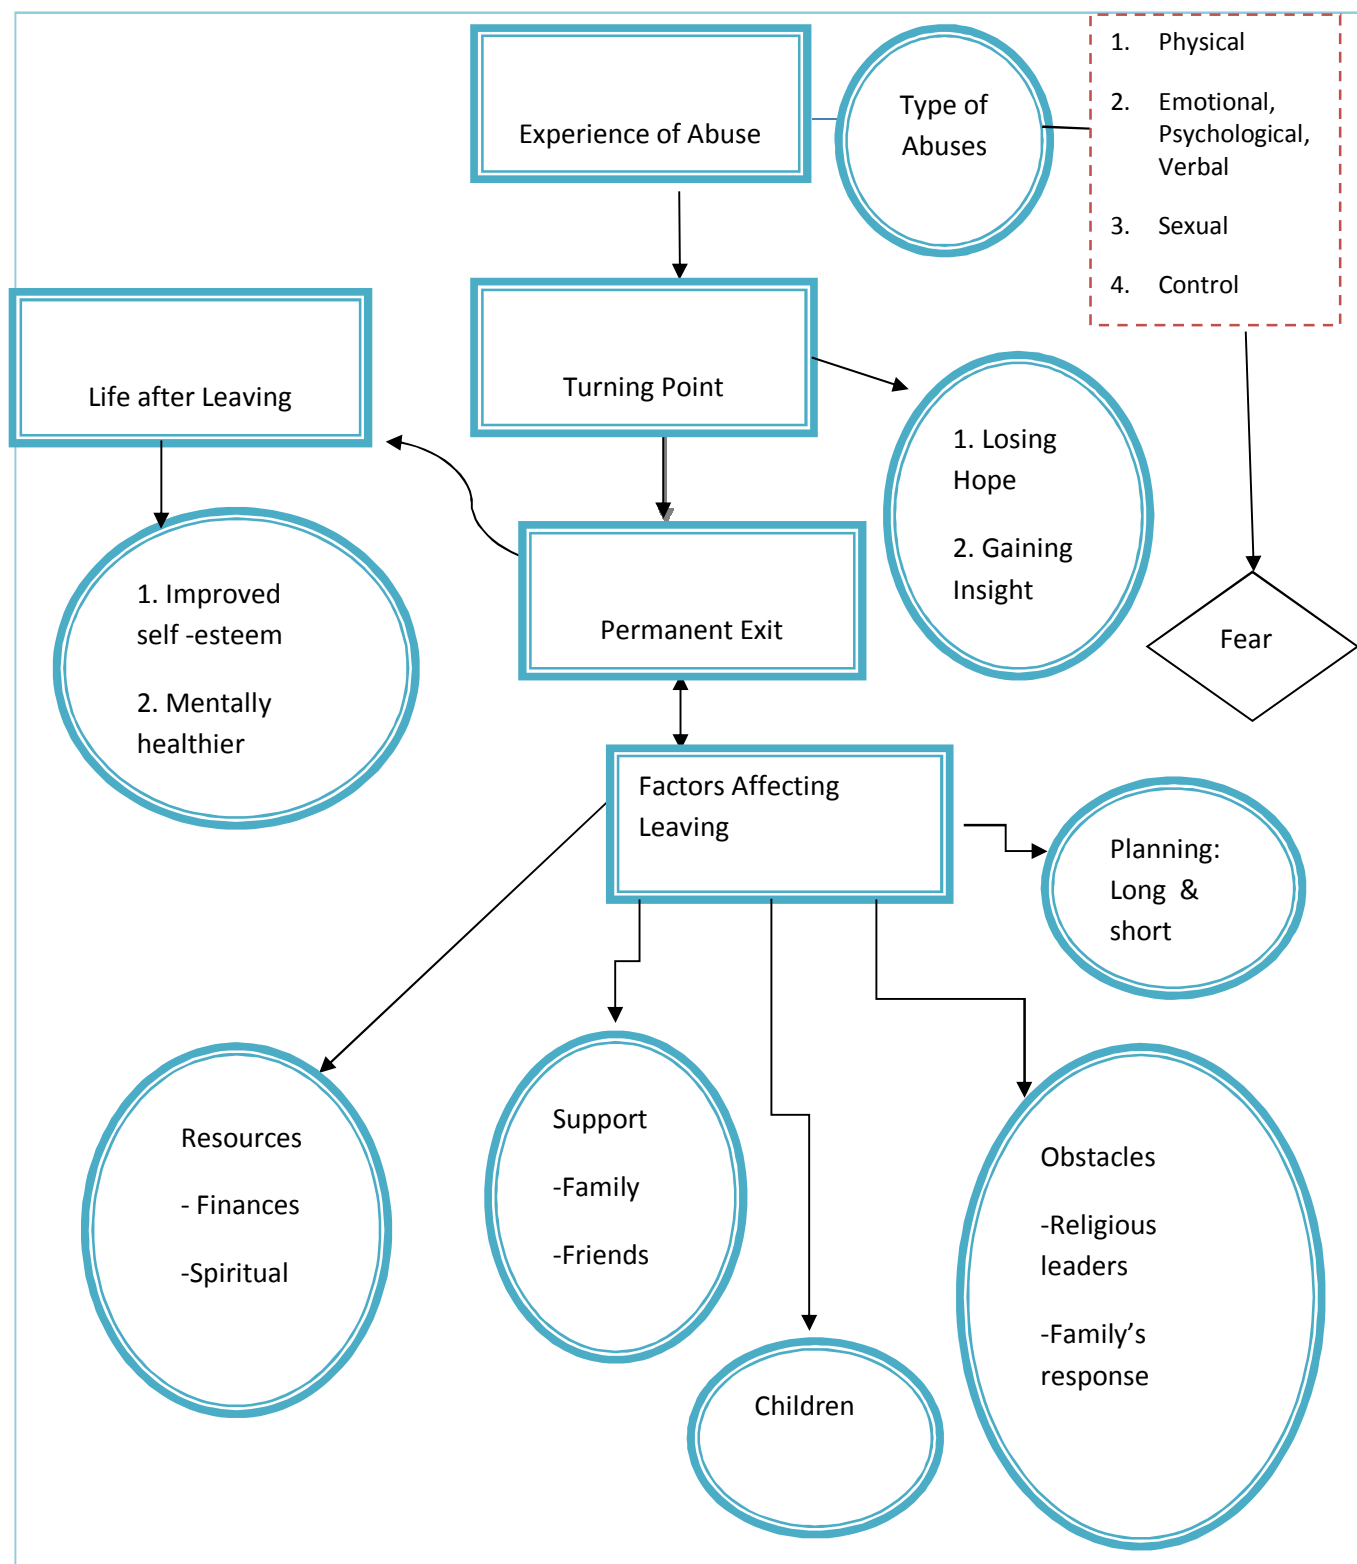 Experience of Abuse
Type of
Abuses
1. Physical
2. Emotional,
Psychological,
Verbal
3. Sexual
4. Control
Life after Leaving
Turning Point
1. Losing
Hope
2. Gaining
Insight
Fear
1. Improved
self -esteem
2. Mentally
healthier
Permanent Exit
Factors Affecting
Leaving
Planning:
Long & short
Resources
- Finances
-Spiritual
Support
-Family
-Friends
Children
Obstacles
-Religious
leaders
-Family’s
response